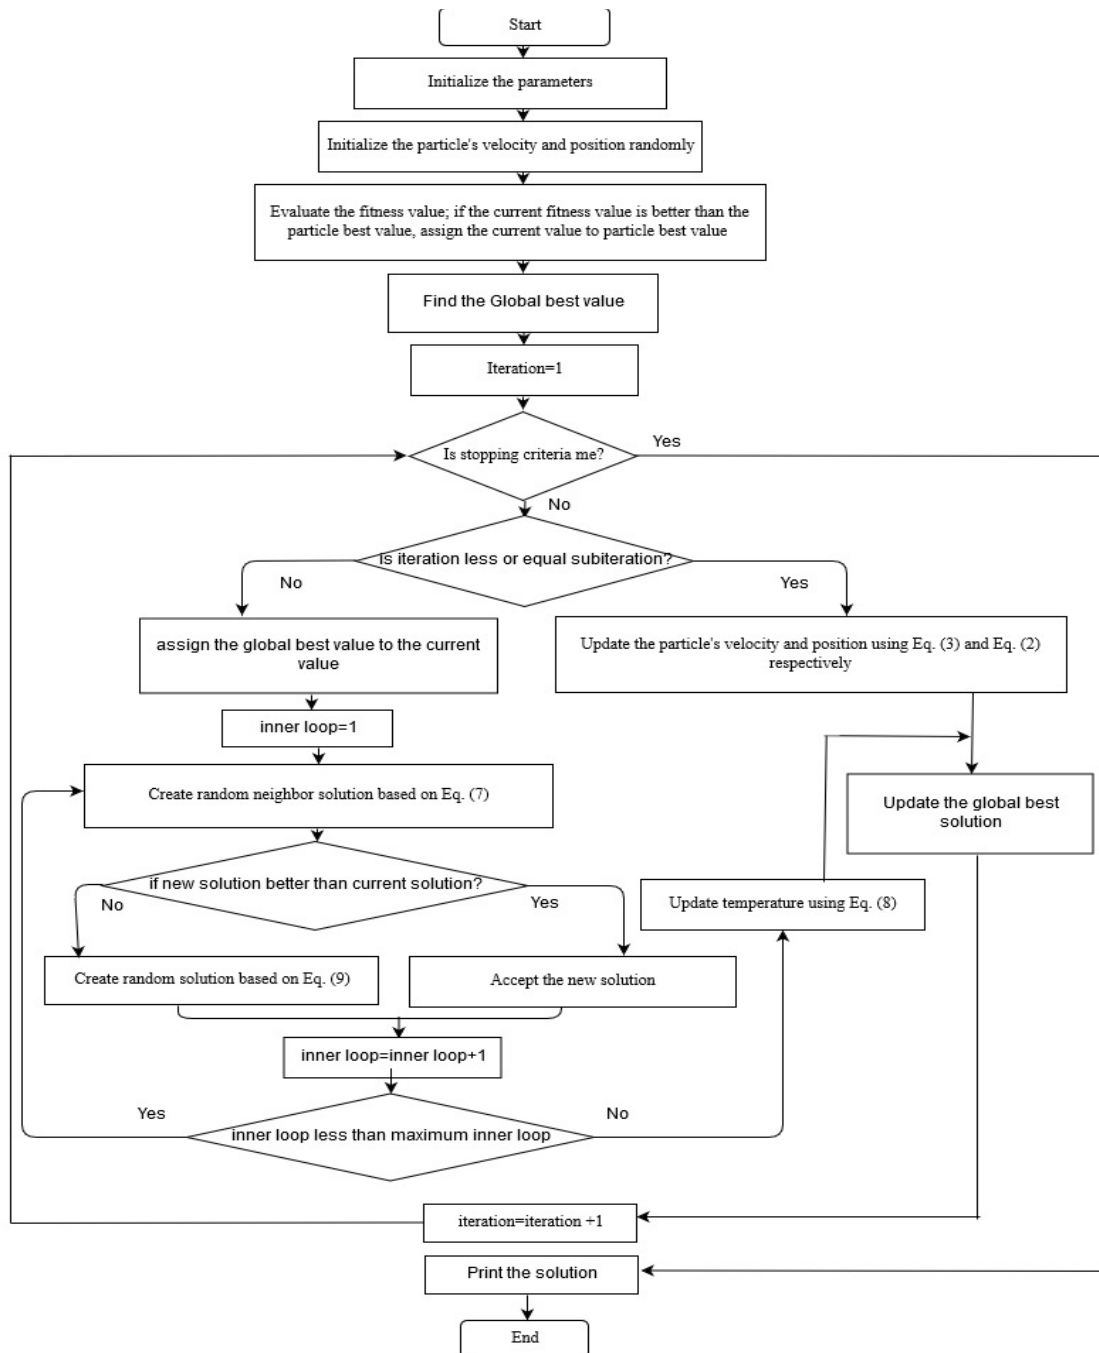 Start
Initialize the parameters
Initialize the particle's velocity and position randomly
Evaluate the fitness value; if the current fitness value is better than the
particle best value, assign the current value to particle best value
Find the Global best value
Iteration=1
Is stopping criteria me?
Yes
No
is iteration less or equal subiteration?
No
Yes
assign the global best value to the current
value
Update the particle's velocity and position using Eq. (3) and Eq. (2)
respectively
inner loop=1
Create random neighbor solution based on Eq. (7)
Update the global best
solution
if new solution better than current solution?
No
Yes
Update temperature using Eq. (8)
Create random solution based on Eq. (9)
Accept the new solution
inner loop=inner loop+1
Yes
No
inner loop less than maximum inner loop
iteration=iteration +1
Print the solution
End